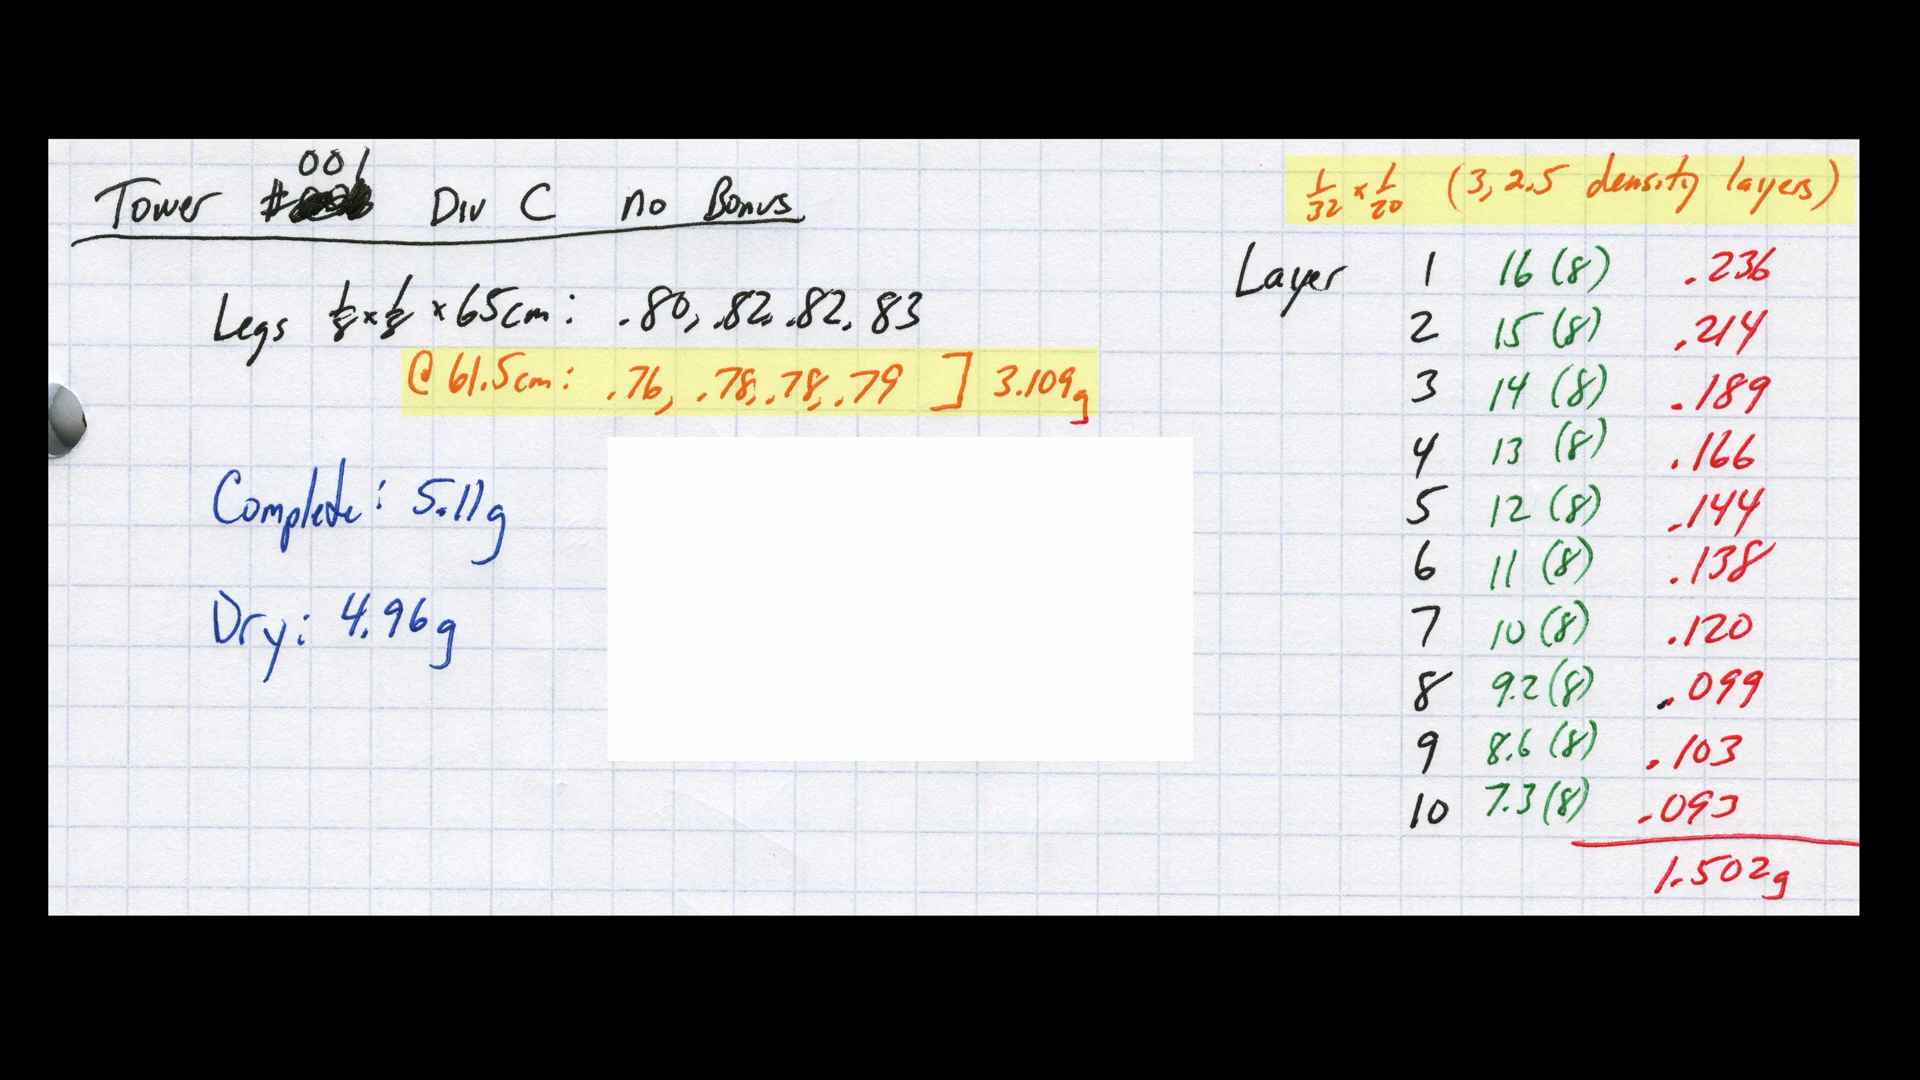 001
Tower # Div C no Bonus
Legs 1/8 x 1/8 x 65cm: .80, .82, .82, 83
@ 61.5cm: .76, .78, .78, .79 ] 3.109g
Complete: 5.11g
Dry: 4.96g
1/32 x 1/20 (3, 2.5 density layers)
Layer 1 16 (8) .236
2 15 (8) .214
3 14 (8) .189
4 13 (8) .166
5 12 (8) .144
6 11 (8) .138
7 10 (8) .120
8 9.2 (8) .099
9 8.6 (8) .103
10 7.3 (8) .093
1.502g